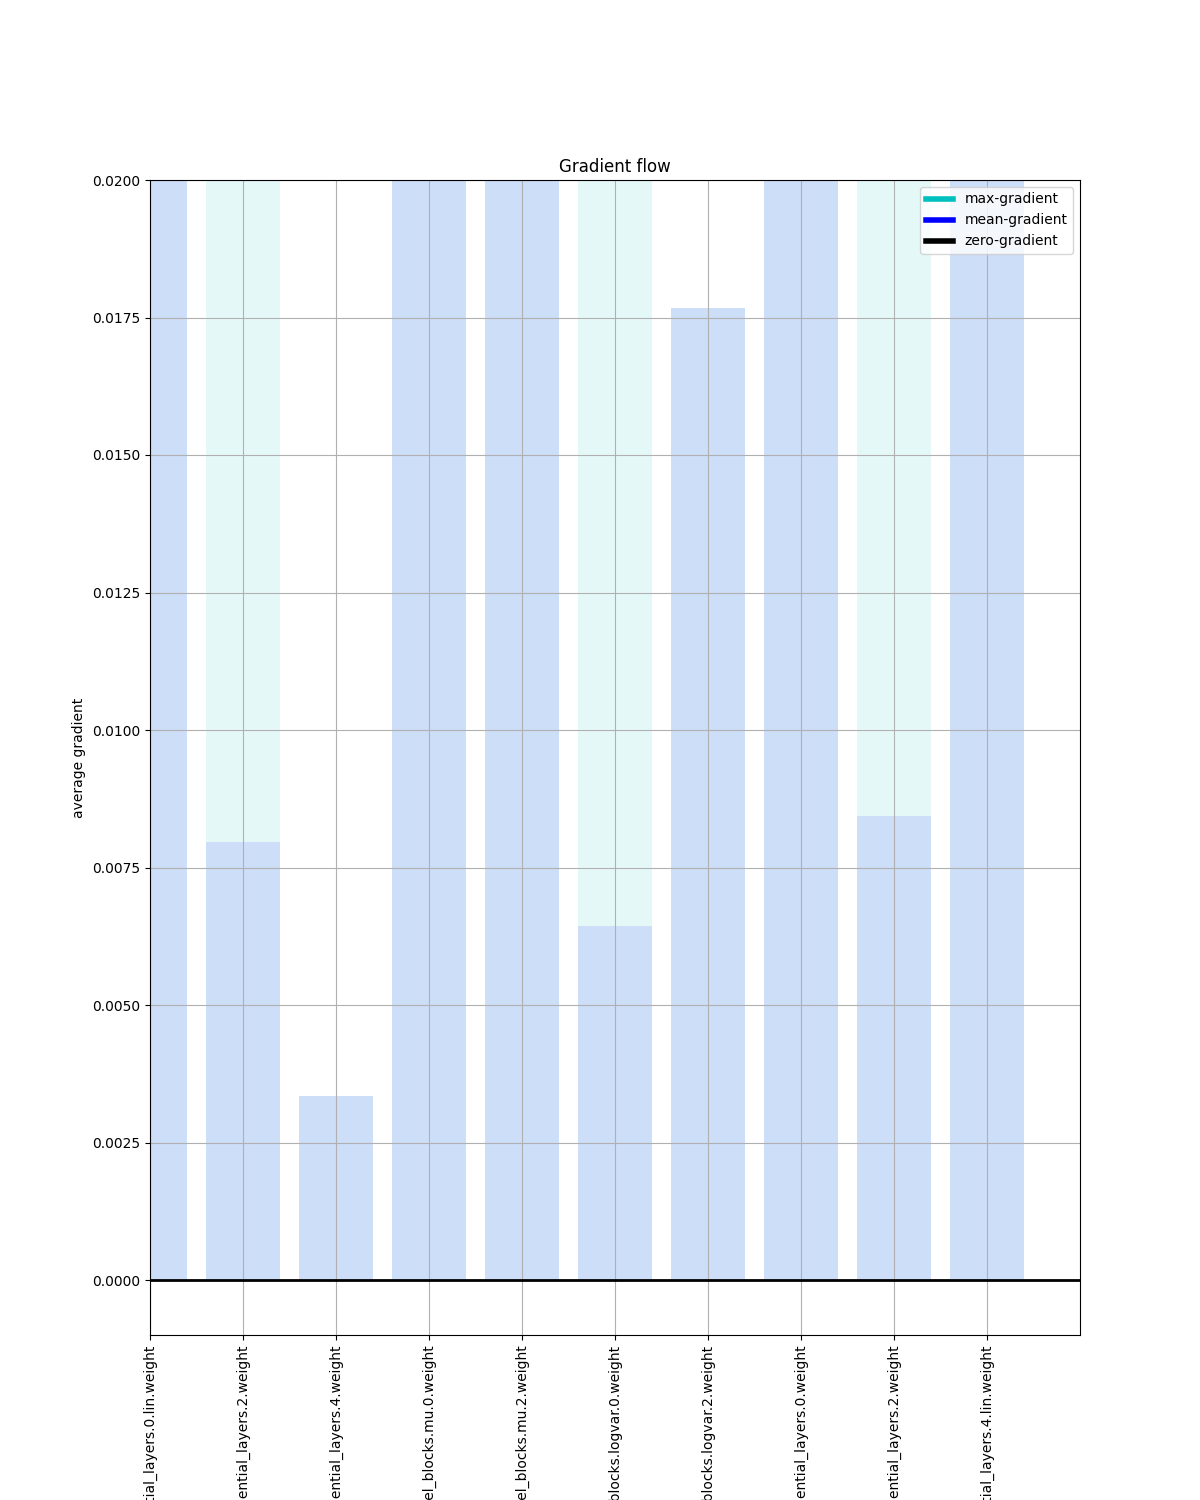 Gradient flow
max-gradient
mean-gradient
zero-gradient
0.0200
0.0175
0.0150
0.0125
0.0100
0.0075
0.0050
0.0025
0.0000
average gradient
tial_layers.0.lin.weight
ential_layers.2.weight
ential_layers.4.weight
el_blocks.mu.0.weight
el_blocks.mu.2.weight
blocks.logvar.0.weight
blocks.logvar.2.weight
ential_layers.0.weight
ential_layers.2.weight
tial_layers.4.lin.weight